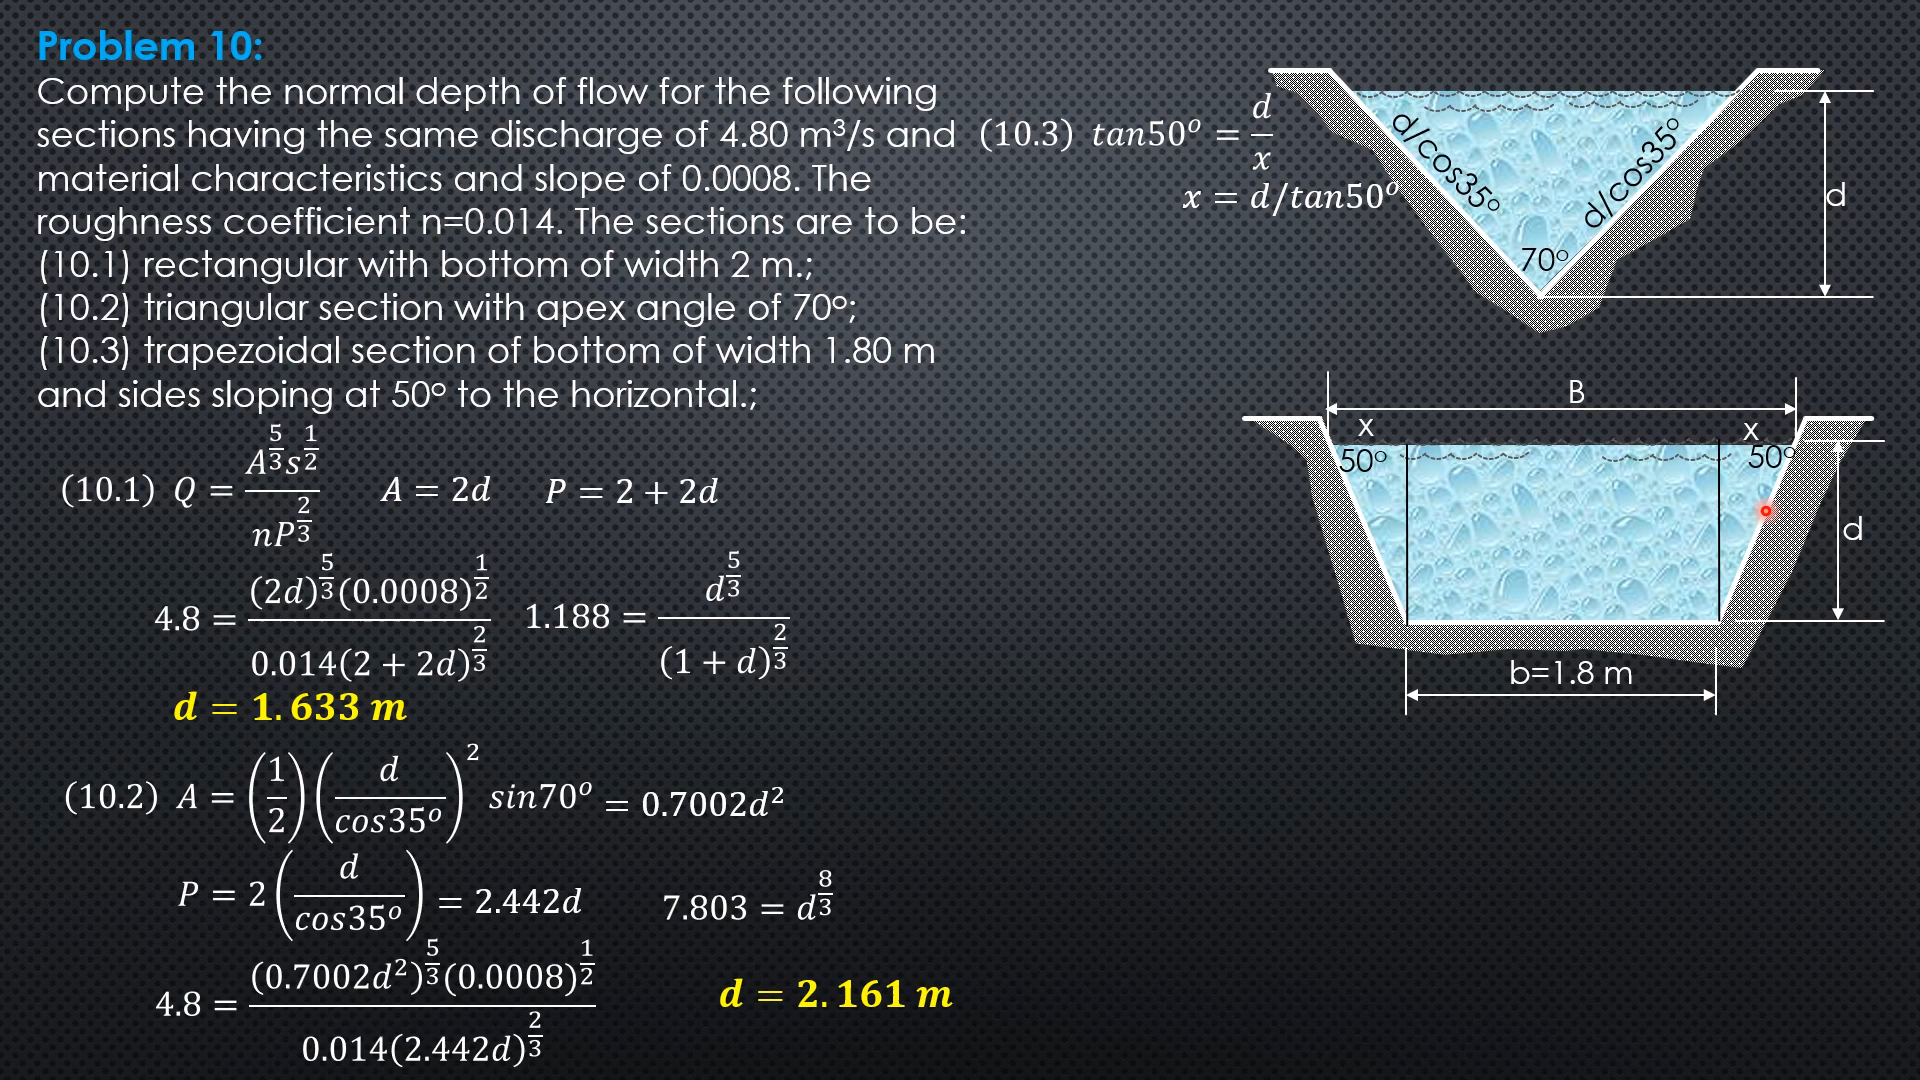 Problem 10:
Compute the normal depth of flow for the following
sections having the same discharge of 4.80 m³/s and
material characteristics and slope of 0.0008. The
roughness coefficient n=0.014. The sections are to be:
(10.1) rectangular with bottom of width 2 m.;
(10.2) triangular section with apex angle of 70°;
(10.3) trapezoidal section of bottom of width 1.80 m
and sides sloping at 50° to the horizontal.;
(10.1) Q = A^(5/3) s^(1/2) / nP^(2/3) A = 2d P = 2 + 2d
4.8 = (2d)^(5/3) (0.0008)^(1/2) / 0.014(2 + 2d)^(2/3) 1.188 = d^(5/3) / (1 + d)^(2/3)
d = 1.633 m
(10.2) A = (1/2) (d/cos35°)² sin70° = 0.7002d²
P = 2 (d/cos35°) = 2.442d 7.803 = d^(8/3)
4.8 = (0.7002d²)^(5/3) (0.0008)^(1/2) / 0.014(2.442d)^(2/3) d = 2.161 m
(10.3) tan50° = d/x
x = d/tan50°
d/cos35°
d/cos35°
d
70°
B
x
x
50°
50°
d
b=1.8 m